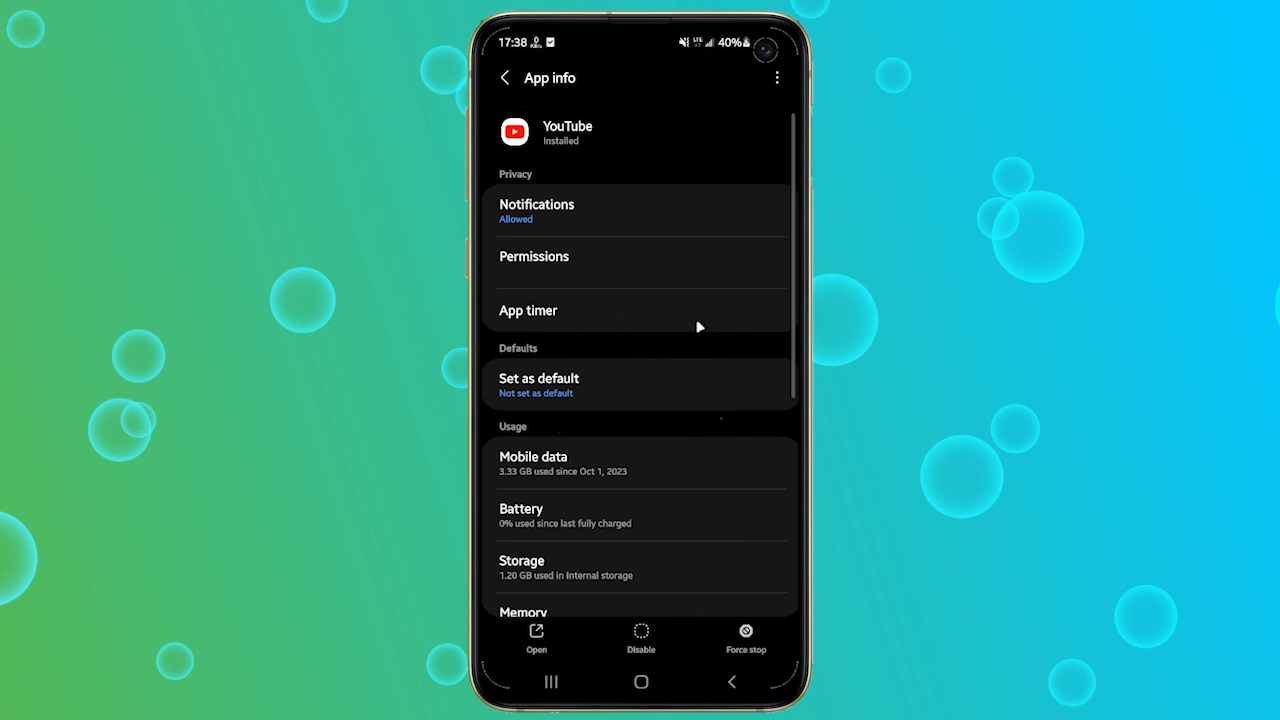 17:38 0 LTE 40%
App info
YouTube
Installed
Privacy
Notifications
Allowed
Permissions
App timer
Defaults
Set as default
Not set as default
Usage
Mobile data
3.33 GB used since Oct 1, 2023
Battery
0% used since last fully charged
Storage
1.20 GB used in Internal storage
Memory
Open Disable Force stop